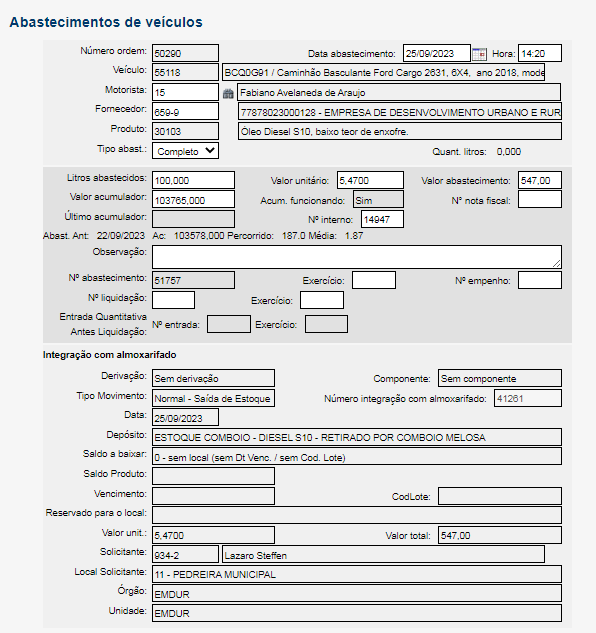 Abastecimentos de veículos
Número ordem: 50290 Data abastecimento: 25/09/2023 Hora: 14:20
Veículo: 55118 BCQ0G91 / Caminhão Basculante Ford Cargo 2631, 6X4, ano 2018, mode
Motorista: 15 Fabiano Avelaneda de Araujo
Fornecedor: 659-9 77878023000128 - EMPRESA DE DESENVOLVIMENTO URBANO E RUR
Produto: 30103 Óleo Diesel S10, baixo teor de enxofre.
Tipo abast.: Completo Quant. litros: 0,000
Litros abastecidos: 100,000 Valor unitário: 5,4700 Valor abastecimento: 547,00
Valor acumulador: 103765,000 Acum. funcionando: Sim N° nota fiscal:
Último acumulador: Nº interno: 14947
Abast. Ant: 22/09/2023 Ac: 103578,000 Percorrido: 187.0 Média: 1.87
Observação:
Nº abastecimento: 51757 Exercício: Nº empenho:
Nº liquidação: Exercício:
Entrada Quantitativa
Antes Liquidação: Nº entrada: Exercício:
Integração com almoxarifado
Derivação: Sem derivação Componente: Sem componente
Tipo Movimento: Normal - Saída de Estoque Número integração com almoxarifado: 41261
Data: 25/09/2023
Depósito: ESTOQUE COMBOIO - DIESEL S10 - RETIRADO POR COMBOIO MELOSA
Saldo a baixar: 0 - sem local (sem Dt Venc. / sem Cod. Lote)
Saldo Produto:
Vencimento: CodLote:
Reservado para o local:
Valor unit.: 5,4700 Valor total: 547,00
Solicitante: 934-2 Lazaro Steffen
Local Solicitante: 11 - PEDREIRA MUNICIPAL
Órgão: EMDUR
Unidade: EMDUR